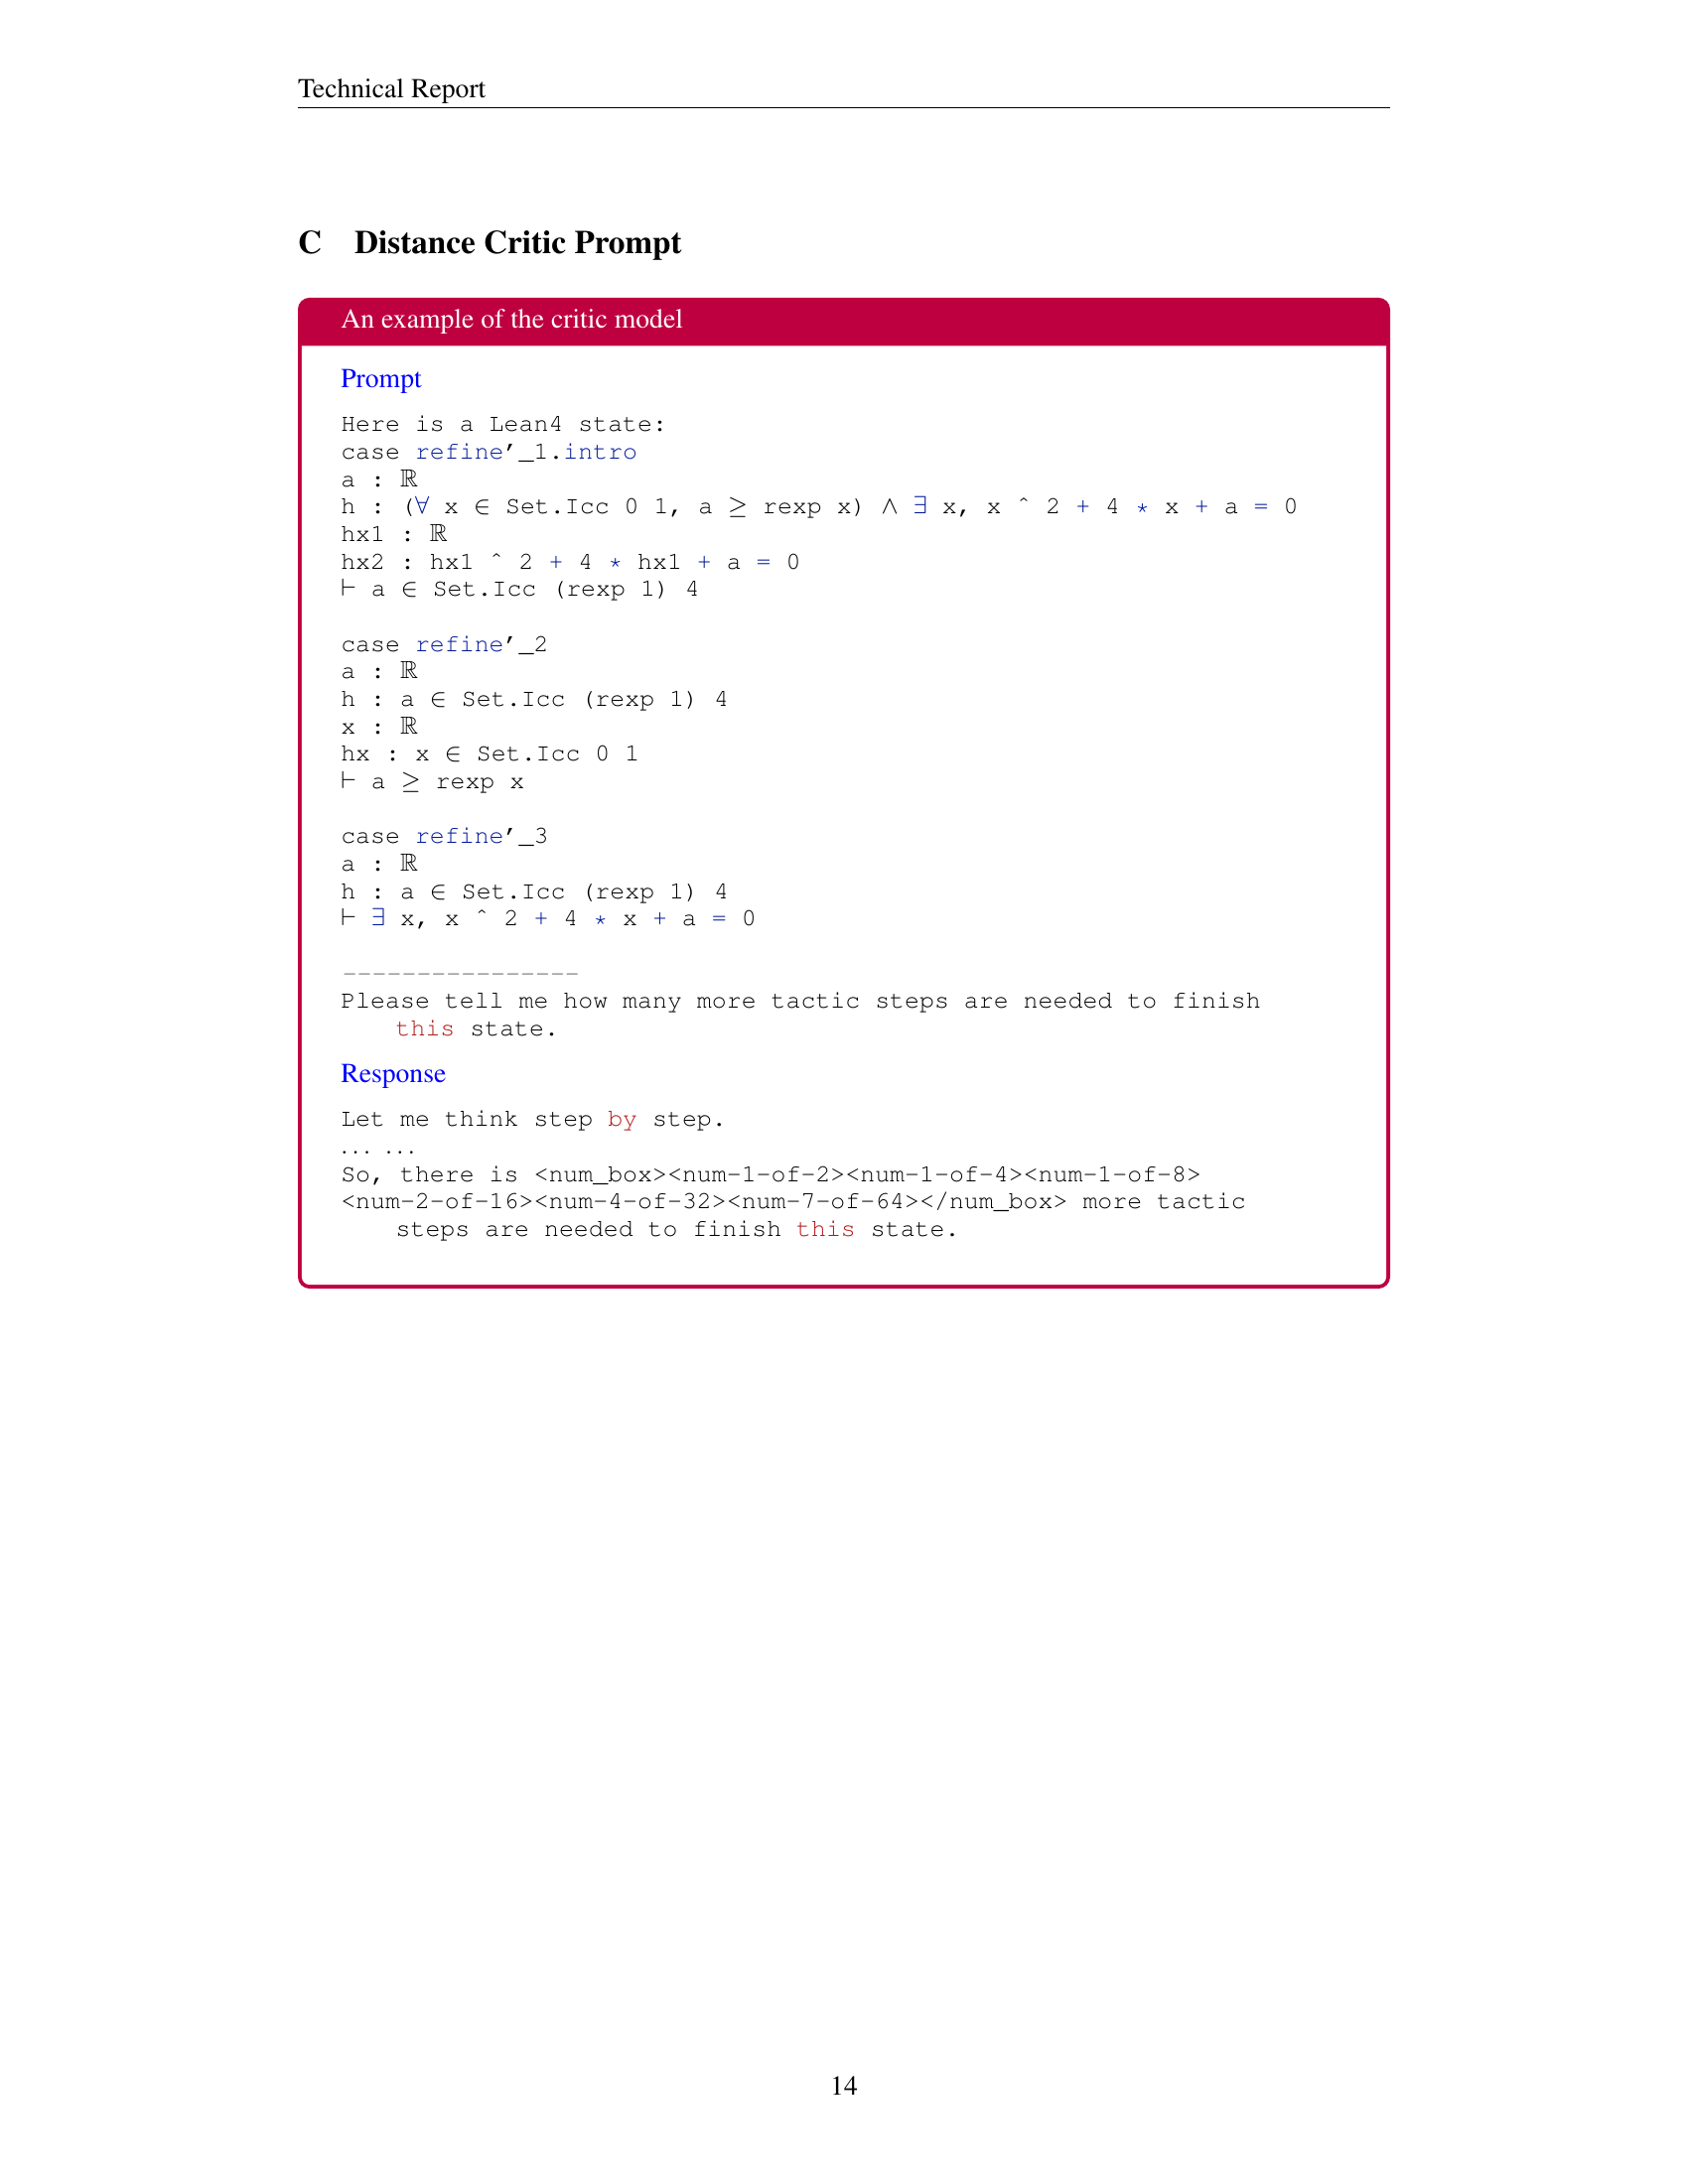 Technical Report
C Distance Critic Prompt
An example of the critic model
Prompt
Here is a Lean4 state:
case refine’_1.intro
a : ℝ
h : (∀ x ∈ Set.Icc 0 1, a ≥ rexp x) ∧ ∃ x, x ^ 2 + 4 * x + a = 0
hx1 : ℝ
hx2 : hx1 ^ 2 + 4 * hx1 + a = 0
⊢ a ∈ Set.Icc (rexp 1) 4
case refine’_2
a : ℝ
h : a ∈ Set.Icc (rexp 1) 4
x : ℝ
hx : x ∈ Set.Icc 0 1
⊢ a ≥ rexp x
case refine’_3
a : ℝ
h : a ∈ Set.Icc (rexp 1) 4
⊢ ∃ x, x ^ 2 + 4 * x + a = 0
----------------
Please tell me how many more tactic steps are needed to finish
this state.
Response
Let me think step by step.
... ...
So, there is <num_box><num-1-of-2><num-1-of-4><num-1-of-8>
<num-2-of-16><num-4-of-32><num-7-of-64></num_box> more tactic
steps are needed to finish this state.
14